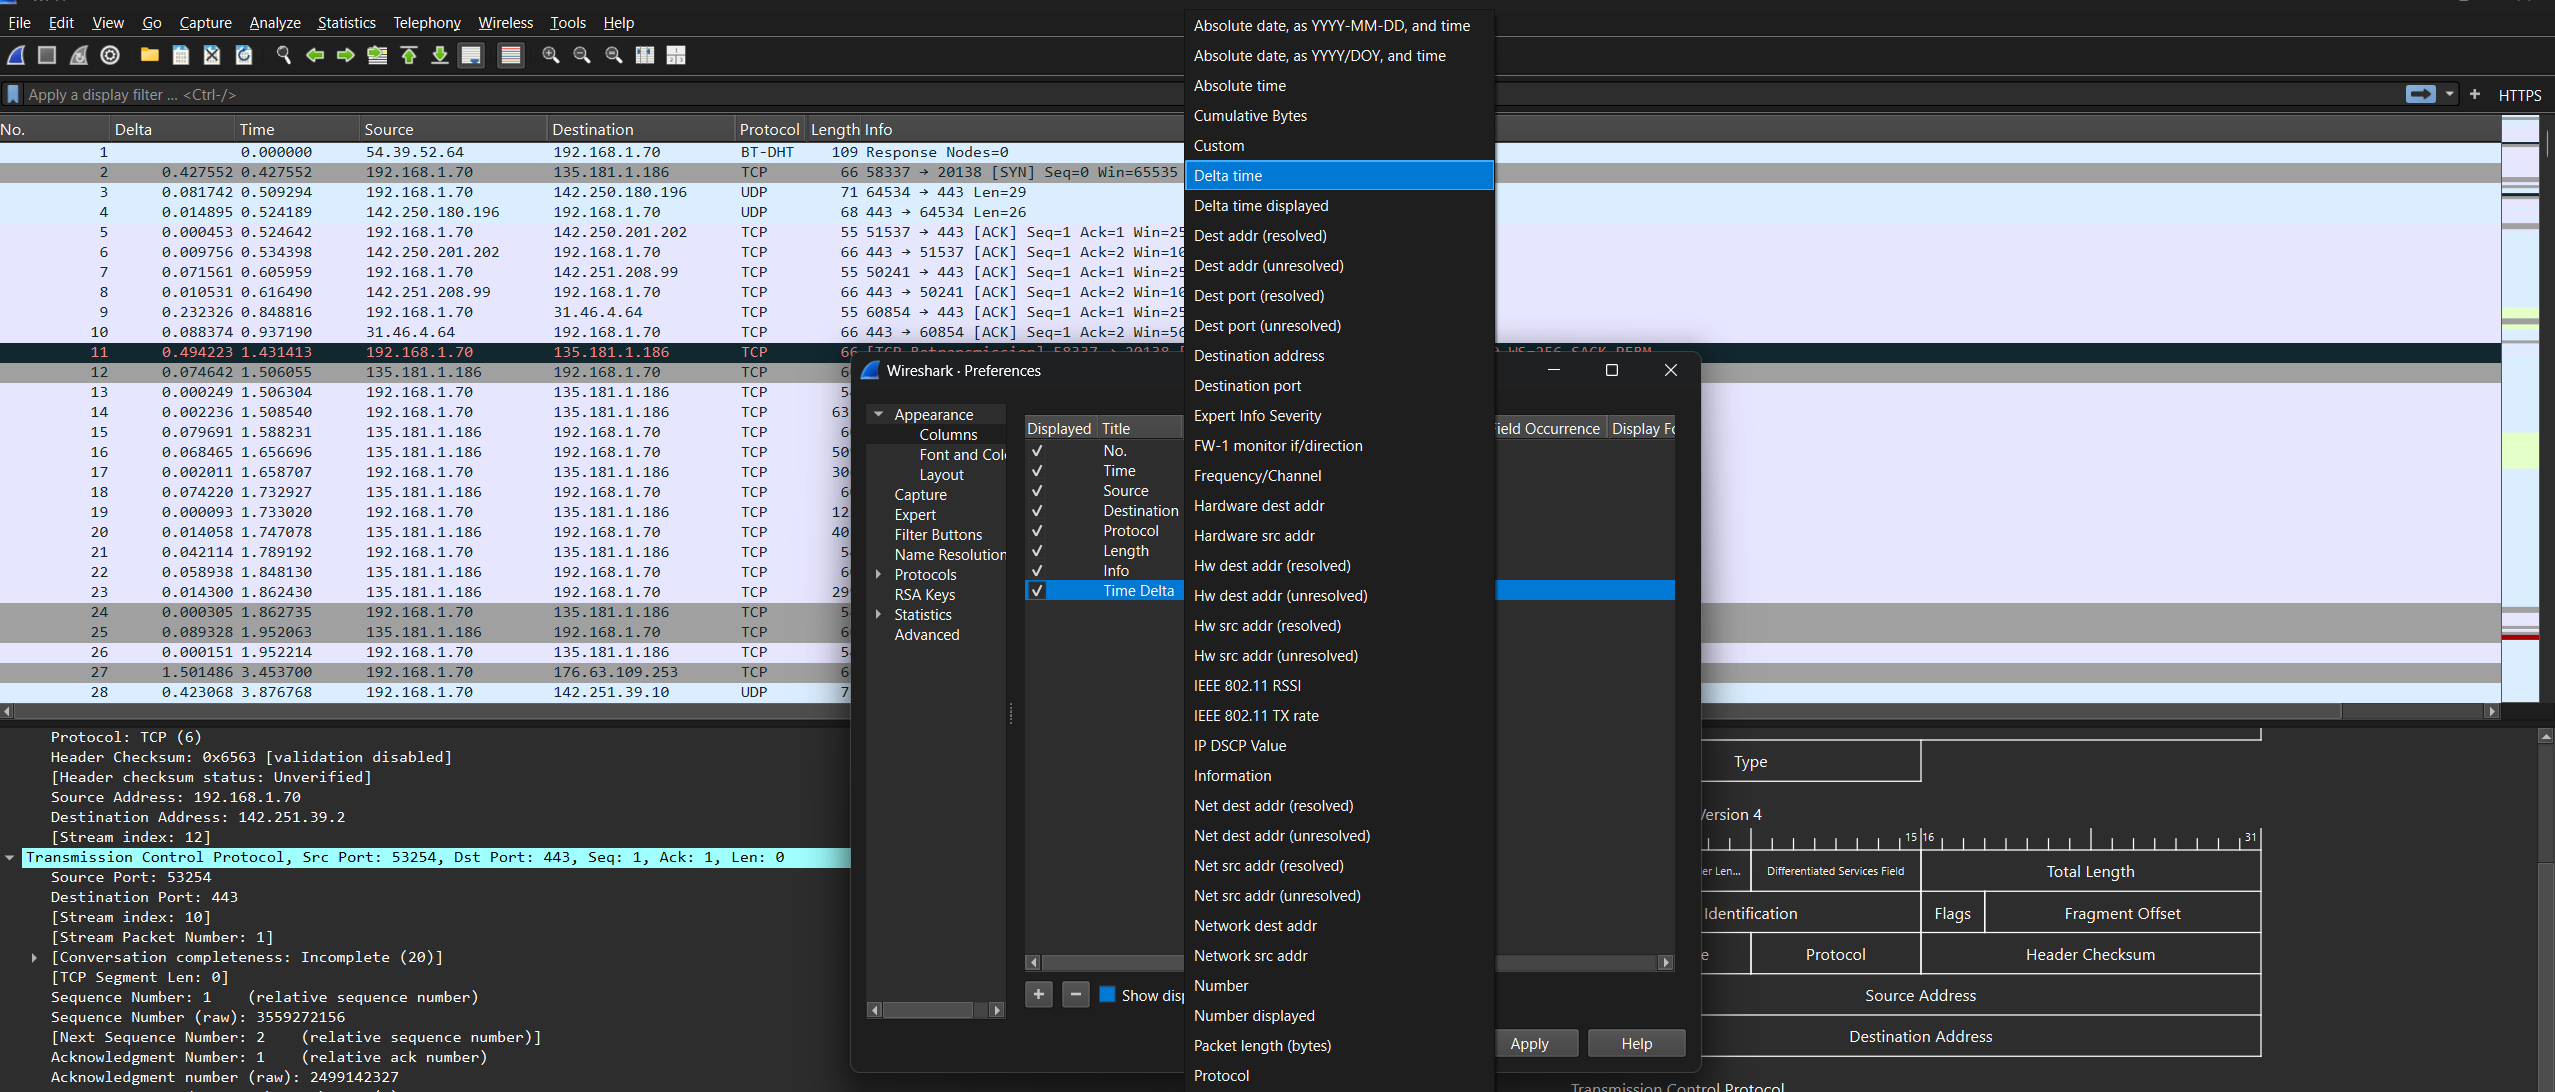 File Edit View Go Capture Analyze Statistics Telephony Wireless Tools Help
Apply a display filter ... <Ctrl-/>
HTTPS
No. Delta Time Source Destination Protocol Length Info
1 0.000000 54.39.52.64 192.168.1.70 BT-DHT 109 Response Nodes=0
2 0.427552 0.427552 192.168.1.70 135.181.1.186 TCP 66 58337 → 20138 [SYN] Seq=0 Win=65535
3 0.081742 0.509294 192.168.1.70 142.250.180.196 UDP 71 64534 → 443 Len=29
4 0.014895 0.524189 142.250.180.196 192.168.1.70 UDP 68 443 → 64534 Len=26
5 0.000453 0.524642 192.168.1.70 142.250.201.202 TCP 55 51537 → 443 [ACK] Seq=1 Ack=1 Win=25
6 0.009756 0.534398 142.250.201.202 192.168.1.70 TCP 66 443 → 51537 [ACK] Seq=1 Ack=2 Win=10
7 0.071561 0.605959 192.168.1.70 142.251.208.99 TCP 55 50241 → 443 [ACK] Seq=1 Ack=1 Win=25
8 0.010531 0.616490 142.251.208.99 192.168.1.70 TCP 66 443 → 50241 [ACK] Seq=1 Ack=2 Win=10
9 0.232326 0.848816 192.168.1.70 31.46.4.64 TCP 55 60854 → 443 [ACK] Seq=1 Ack=1 Win=25
10 0.088374 0.937190 31.46.4.64 192.168.1.70 TCP 66 443 → 60854 [ACK] Seq=1 Ack=2 Win=56
11 0.494223 1.431413 192.168.1.70 135.181.1.186 TCP 66 [TCP Retransmission] 58337 → 20138 WS=256 SACK_PERM
12 0.074642 1.506055 135.181.1.186 192.168.1.70 TCP 6
13 0.000249 1.506304 192.168.1.70 135.181.1.186 TCP 5
14 0.002236 1.508540 192.168.1.70 135.181.1.186 TCP 63
15 0.079691 1.588231 135.181.1.186 192.168.1.70 TCP 6
16 0.068465 1.656696 135.181.1.186 192.168.1.70 TCP 50
17 0.002011 1.658707 192.168.1.70 135.181.1.186 TCP 30
18 0.074220 1.732927 135.181.1.186 192.168.1.70 TCP 6
19 0.000093 1.733020 192.168.1.70 135.181.1.186 TCP 12
20 0.014058 1.747078 135.181.1.186 192.168.1.70 TCP 40
21 0.042114 1.789192 192.168.1.70 135.181.1.186 TCP 5
22 0.058938 1.848130 135.181.1.186 192.168.1.70 TCP 6
23 0.014300 1.862430 135.181.1.186 192.168.1.70 TCP 29
24 0.000305 1.862735 192.168.1.70 135.181.1.186 TCP 5
25 0.089328 1.952063 135.181.1.186 192.168.1.70 TCP 6
26 0.000151 1.952214 192.168.1.70 135.181.1.186 TCP 5
27 1.501486 3.453700 192.168.1.70 176.63.109.253 TCP 6
28 0.423068 3.876768 192.168.1.70 142.251.39.10 UDP 7
Protocol: TCP (6)
Header Checksum: 0x6563 [validation disabled]
[Header checksum status: Unverified]
Source Address: 192.168.1.70
Destination Address: 142.251.39.2
[Stream index: 12]
Transmission Control Protocol, Src Port: 53254, Dst Port: 443, Seq: 1, Ack: 1, Len: 0
Source Port: 53254
Destination Port: 443
[Stream index: 10]
[Stream Packet Number: 1]
[Conversation completeness: Incomplete (20)]
[TCP Segment Len: 0]
Sequence Number: 1 (relative sequence number)
Sequence Number (raw): 3559272156
[Next Sequence Number: 2 (relative sequence number)]
Acknowledgment Number: 1 (relative ack number)
Acknowledgment number (raw): 2499142327
Wireshark · Preferences
Appearance
Columns
Font and Col
Layout
Capture
Expert
Filter Buttons
Name Resolution
Protocols
RSA Keys
Statistics
Advanced
Displayed Title ield Occurrence Display Fo
No.
Time
Source
Destination
Protocol
Length
Info
Time Delta
+ − Show disp
Apply Help
Absolute date, as YYYY-MM-DD, and time
Absolute date, as YYYY/DOY, and time
Absolute time
Cumulative Bytes
Custom
Delta time
Delta time displayed
Dest addr (resolved)
Dest addr (unresolved)
Dest port (resolved)
Dest port (unresolved)
Destination address
Destination port
Expert Info Severity
FW-1 monitor if/direction
Frequency/Channel
Hardware dest addr
Hardware src addr
Hw dest addr (resolved)
Hw dest addr (unresolved)
Hw src addr (resolved)
Hw src addr (unresolved)
IEEE 802.11 RSSI
IEEE 802.11 TX rate
IP DSCP Value
Information
Net dest addr (resolved)
Net dest addr (unresolved)
Net src addr (resolved)
Net src addr (unresolved)
Network dest addr
Network src addr
Number
Number displayed
Packet length (bytes)
Protocol
Type
Version 4
15 16 31
er Len... Differentiated Services Field Total Length
Identification Flags Fragment Offset
e Protocol Header Checksum
Source Address
Destination Address
Transmission Control Protocol